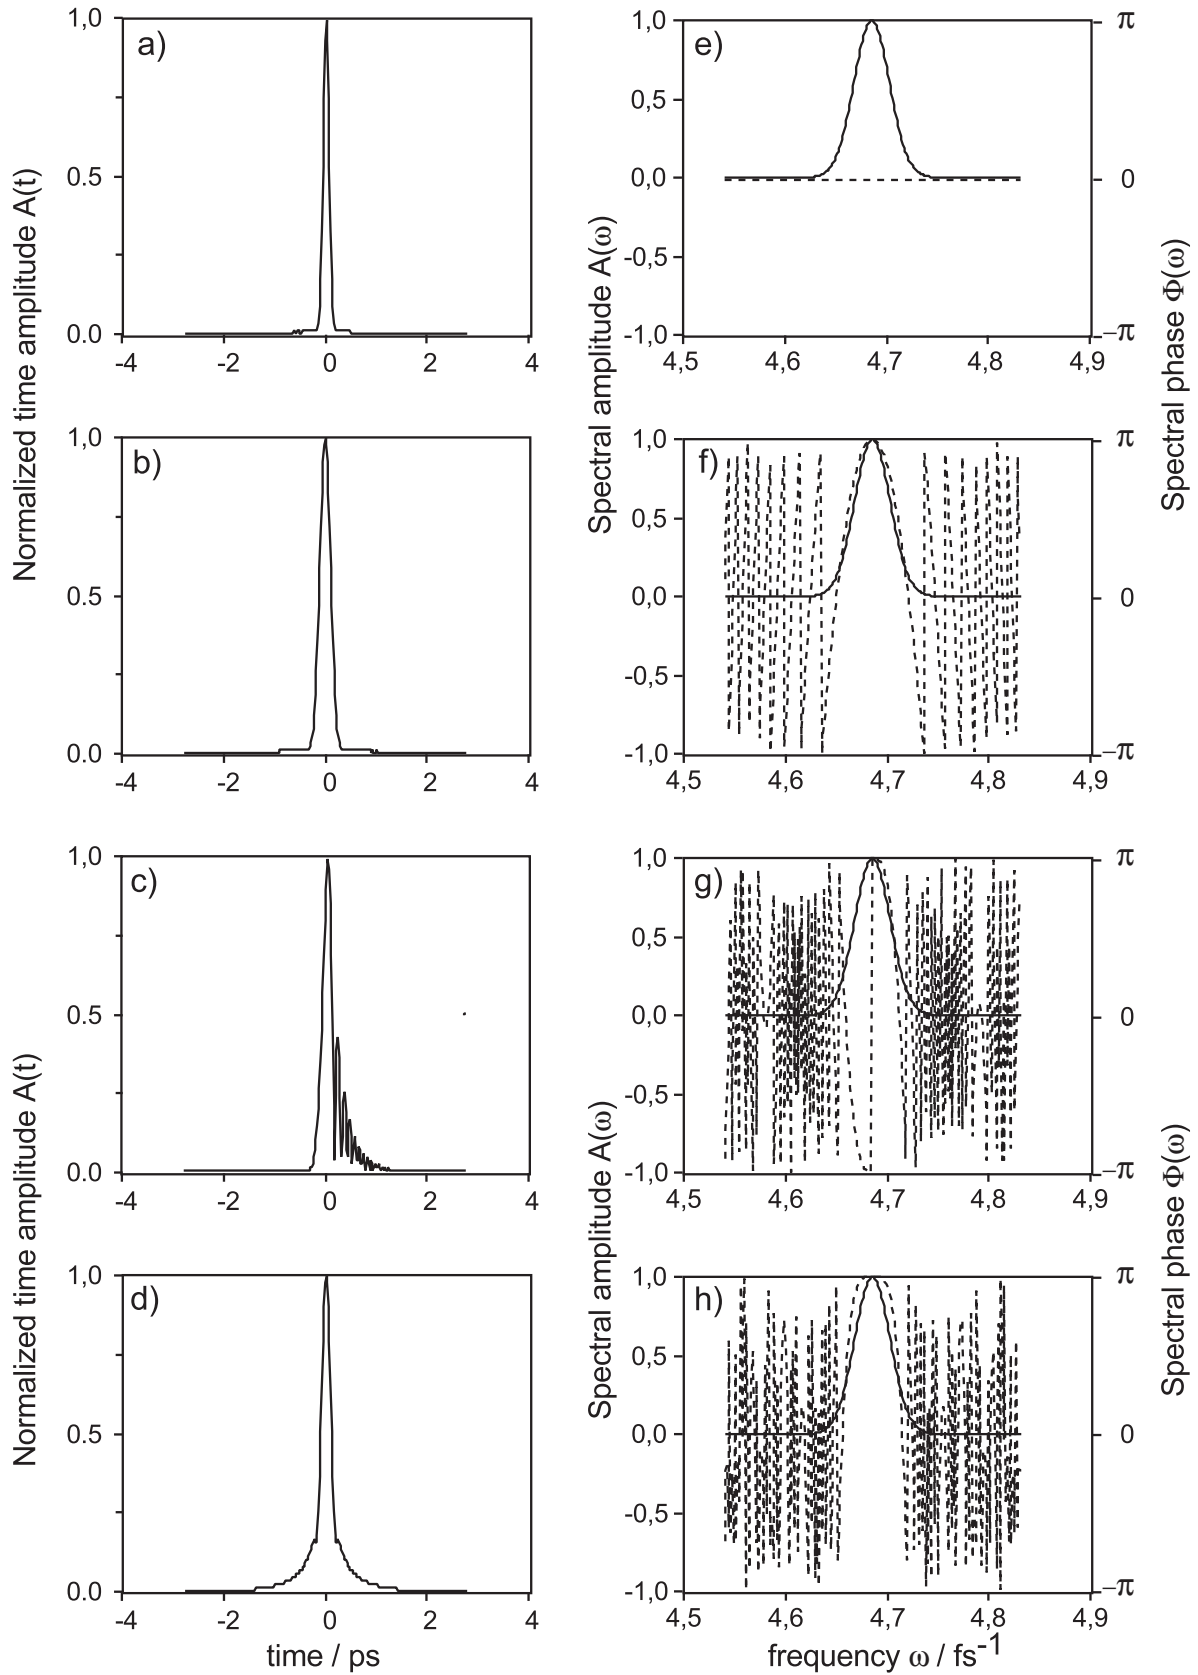 Normalized time amplitude A(t)
1,0
0.5
0.0
a)
-4 -2 0 2 4
1,0
0.5
0.0
b)
-4 -2 0 2 4
Spectral amplitude A(ω)
1,0
0,5
0,0
-0,5
-1,0
e)
π
0
−π
4,5 4,6 4,7 4,8 4,9
1,0
0,5
0,0
-0,5
-1,0
f)
π
0
−π
4,5 4,6 4,7 4,8 4,9
Spectral phase Φ(ω)
Normalized time amplitude A(t)
1,0
0.5
0.0
c)
-4 -2 0 2 4
1,0
0.5
0.0
d)
-4 -2 0 2 4
time / ps
Spectral amplitude A(ω)
1,0
0,5
0,0
-0,5
-1,0
g)
π
0
−π
4,5 4,6 4,7 4,8 4,9
1,0
0,5
0,0
-0,5
-1,0
h)
π
0
−π
4,5 4,6 4,7 4,8 4,9
frequency ω / fs⁻¹
Spectral phase Φ(ω)